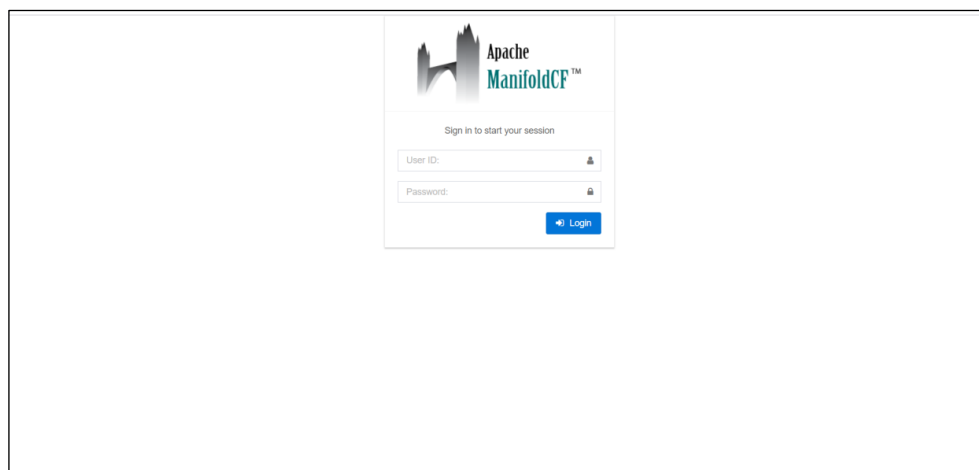 Apache
ManifoldCF™
Sign in to start your session
User ID:
Password:
Login